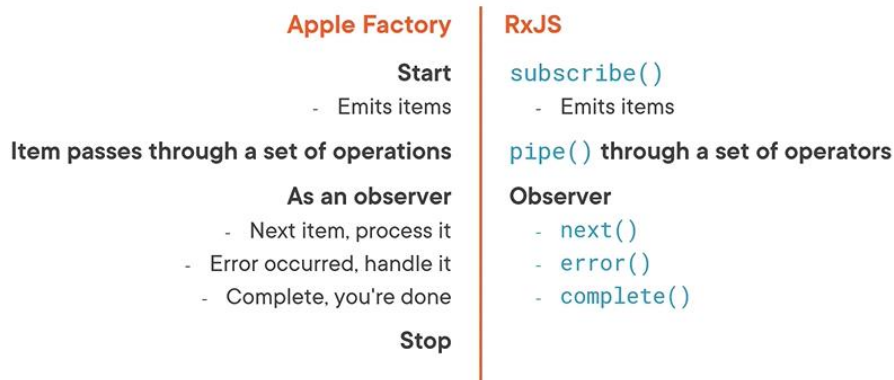 Apple Factory
RxJS
Start
subscribe()
- Emits items
- Emits items
Item passes through a set of operations
pipe() through a set of operators
As an observer
Observer
- Next item, process it
- next()
- Error occurred, handle it
- error()
- Complete, you're done
- complete()
Stop